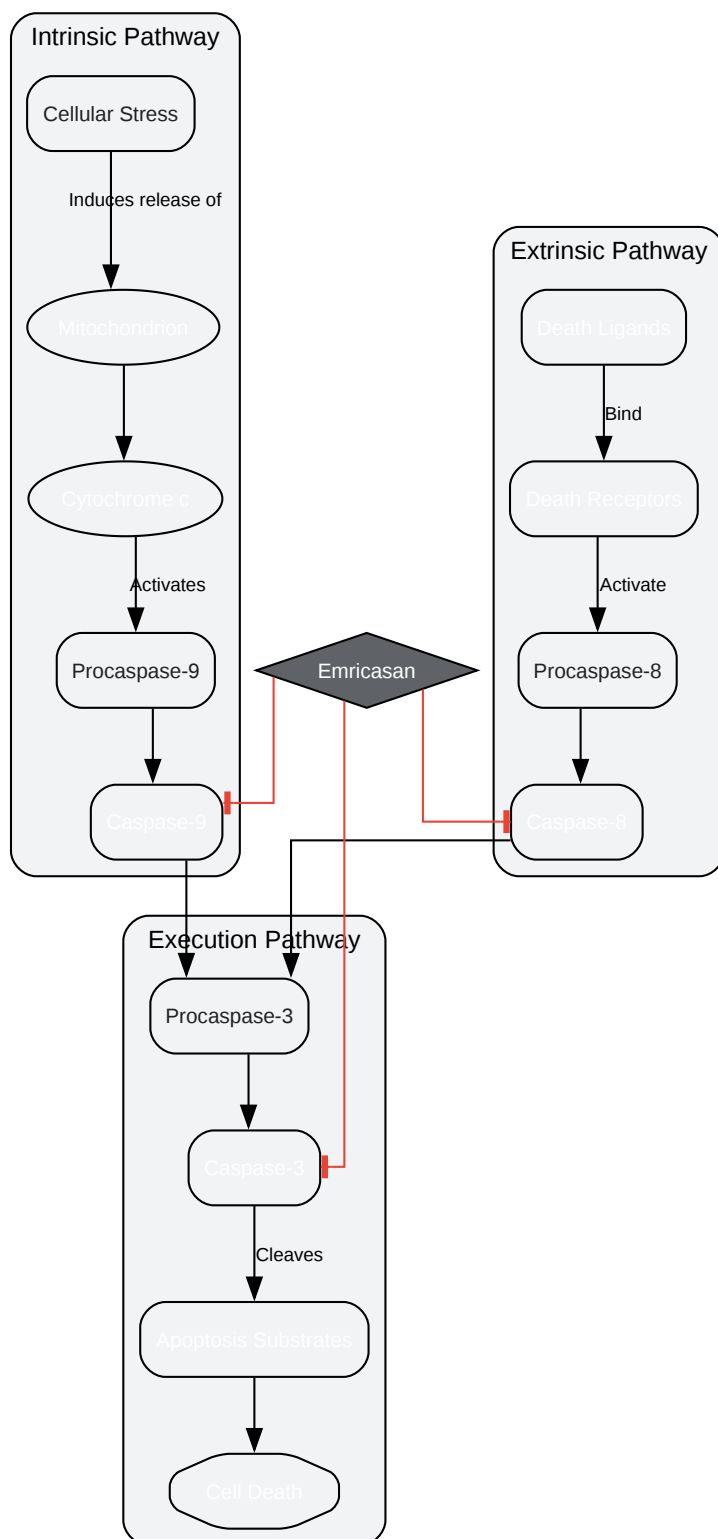 Intrinsic Pathway
Cellular Stress
Induces release of
Mitochondrion
Cytochrome c
Activates
Procaspase-9
Caspase-9
Extrinsic Pathway
Death Ligands
Bind
Death Receptors
Activate
Procaspase-8
Caspase-8
Emricasan
Execution Pathway
Procaspase-3
Caspase-3
Cleaves
Apoptosis Substrates
Cell Death